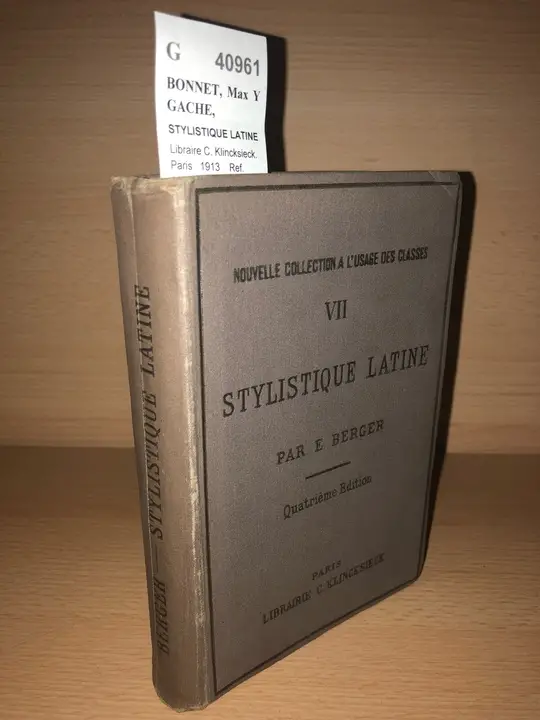 G 40961
BONNET, Max Y
GACHE,
STYLISTIQUE LATINE
Libraire C. Klincksieck.
Paris 1913 Ref.
NOUVELLE COLLECTION A L'USAGE DES CLASSES
VII
STYLISTIQUE LATINE
PAR E BERGER
Quatrième Edition
PARIS
LIBRAIRIE C. KLINCKSIECK
BERGER — STYLISTIQUE LATINE